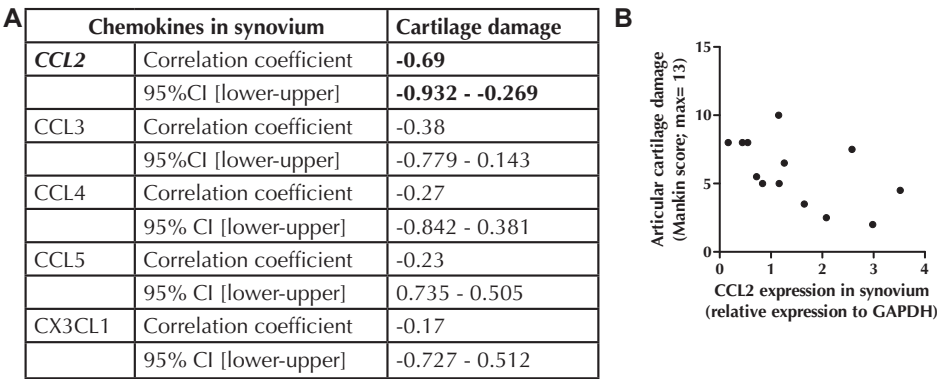 A
Chemokines in synovium Cartilage damage
CCL2 Correlation coefficient -0.69
95%CI [lower-upper] -0.932 - -0.269
CCL3 Correlation coefficient -0.38
95%CI [lower-upper] -0.779 - 0.143
CCL4 Correlation coefficient -0.27
95% CI [lower-upper] -0.842 - 0.381
CCL5 Correlation coefficient -0.23
95% CI [lower-upper] 0.735 - 0.505
CX3CL1 Correlation coefficient -0.17
95% CI [lower-upper] -0.727 - 0.512
B
Articular cartilage damage
(Mankin score; max= 13)
15
10
5
0
0 1 2 3 4
CCL2 expression in synovium
(relative expression to GAPDH)